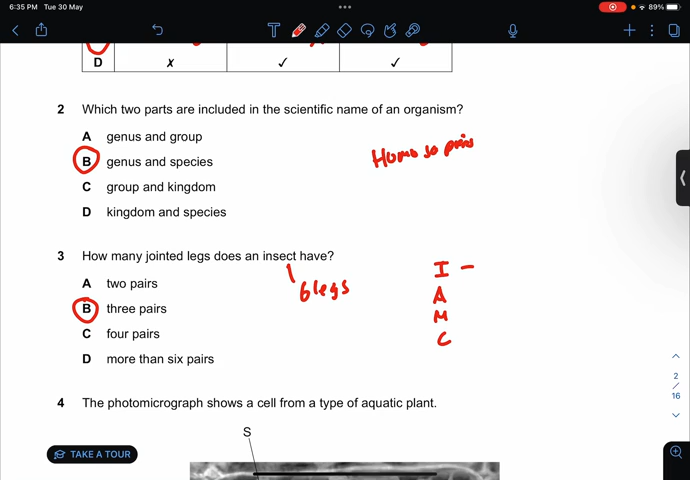 6:35 PM Tue 30 May
89%
D ✗ ✓ ✓
2 Which two parts are included in the scientific name of an organism?
A genus and group
B genus and species
C group and kingdom
D kingdom and species
Homo sapiens
3 How many jointed legs does an insect have?
A two pairs
B three pairs
C four pairs
D more than six pairs
6 legs
I –
A
M
C
4 The photomicrograph shows a cell from a type of aquatic plant.
S
TAKE A TOUR
2
/
16